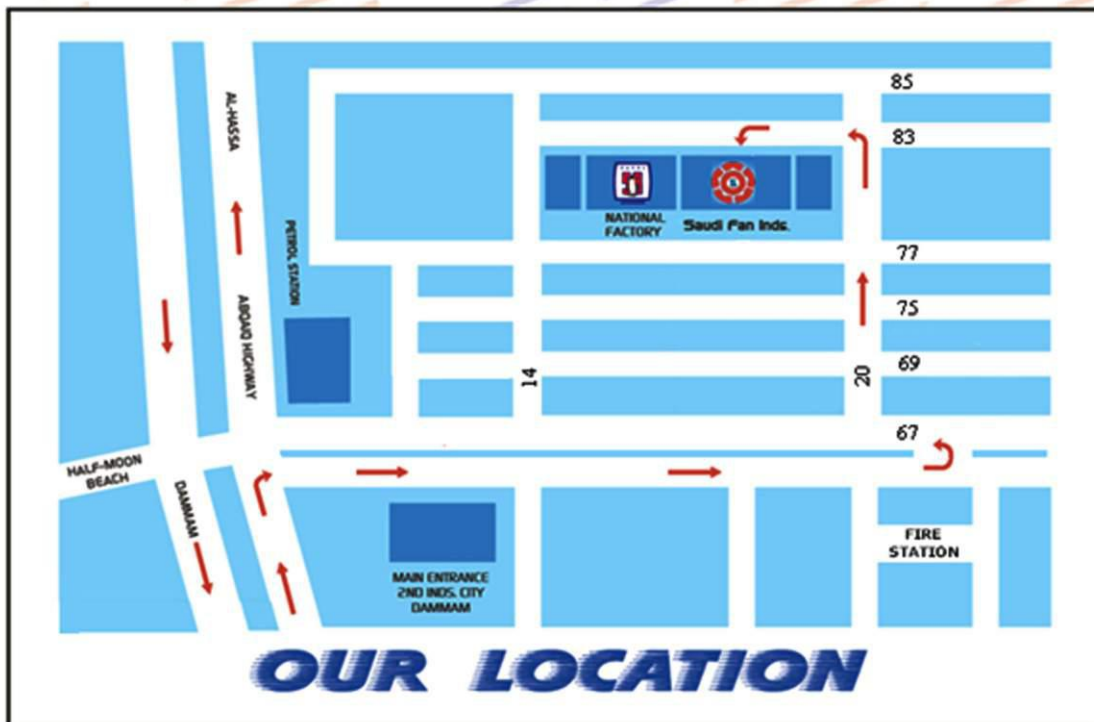 85
83
AL-HASSA
NATIONAL
FACTORY
Saudi Fan Inds.
PETROL STATION
77
75
ABQAIQ HIGHWAY
69
14
20
67
HALF-MOON
BEACH
DAMMAM
FIRE
STATION
MAIN ENTRANCE
2ND INDS. CITY
DAMMAM
OUR LOCATION